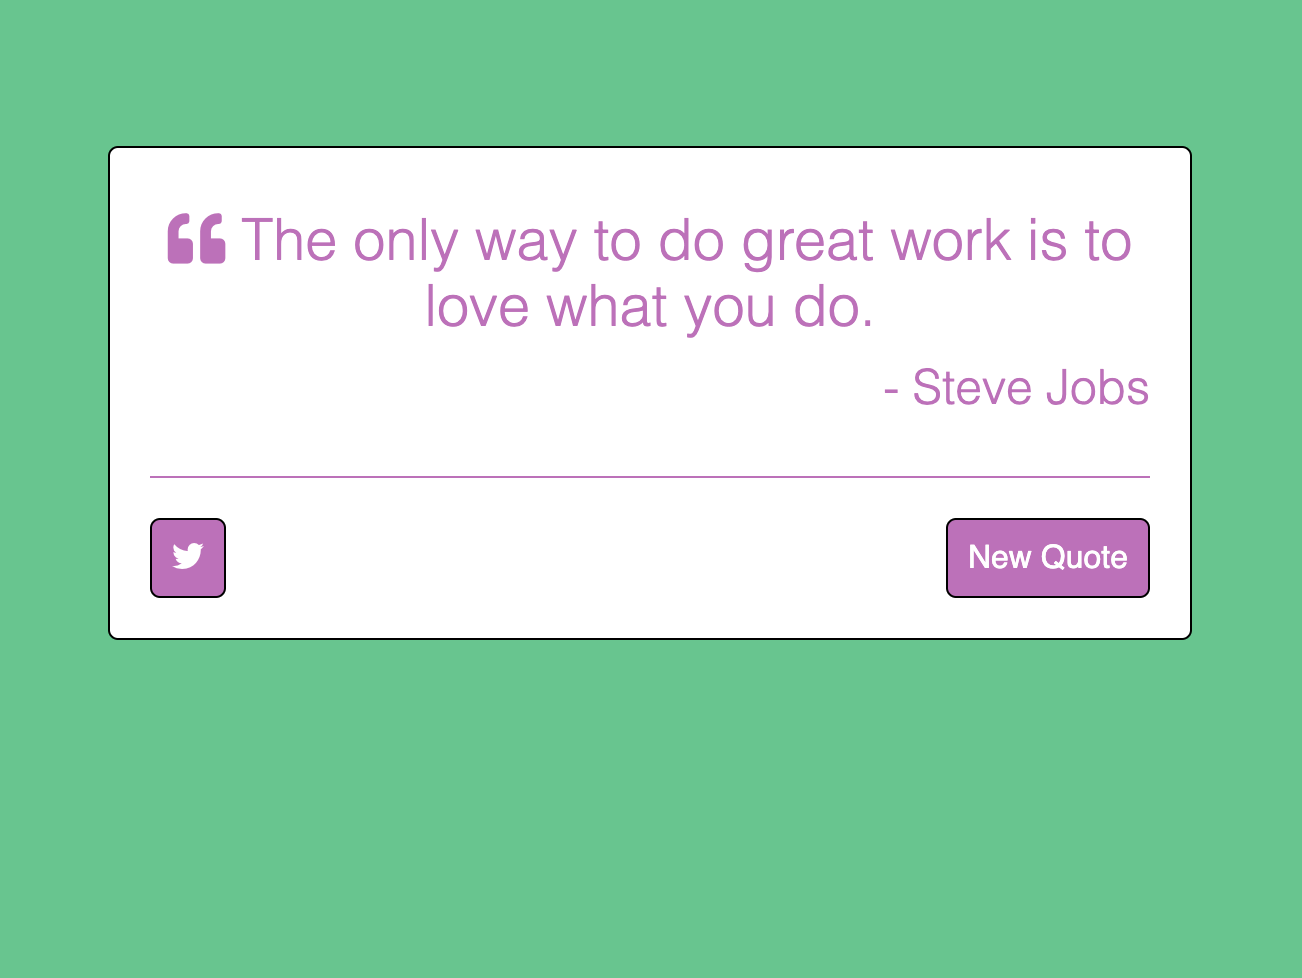 ❝ The only way to do great work is to
love what you do.
- Steve Jobs
New Quote